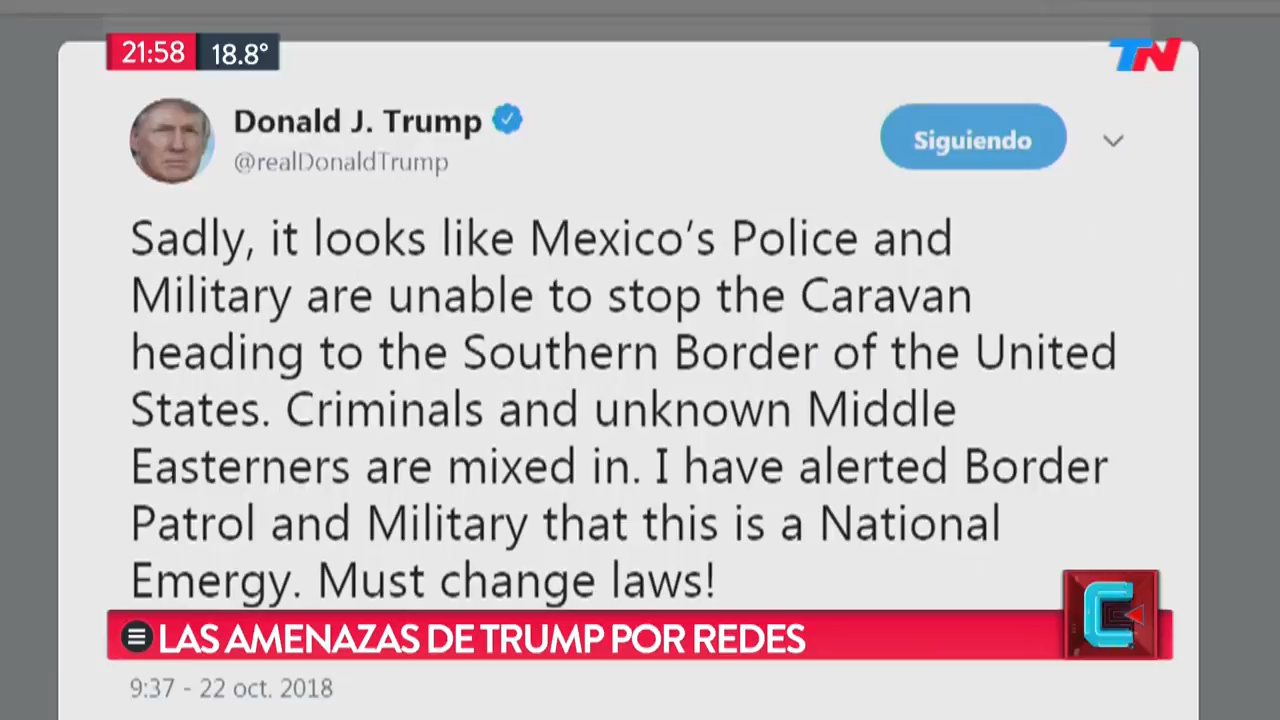 21:58 18.8°
TN
Donald J. Trump
@realDonaldTrump
Siguiendo
Sadly, it looks like Mexico's Police and
Military are unable to stop the Caravan
heading to the Southern Border of the United
States. Criminals and unknown Middle
Easterners are mixed in. I have alerted Border
Patrol and Military that this is a National
Emergy. Must change laws!
LAS AMENAZAS DE TRUMP POR REDES
C
9:37 - 22 oct. 2018